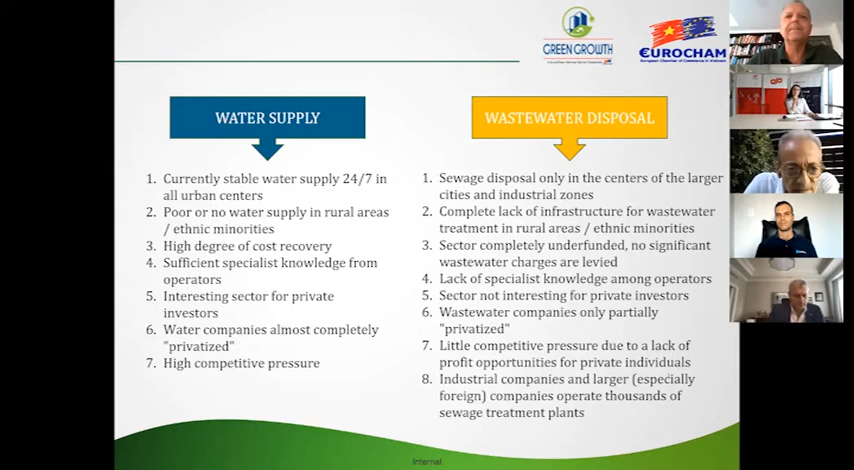 GREEN GROWTH
€UROCHAM
European Chamber of Commerce in Vietnam
WATER SUPPLY
1. Currently stable water supply 24/7 in
all urban centers
2. Poor or no water supply in rural areas
/ ethnic minorities
3. High degree of cost recovery
4. Sufficient specialist knowledge from
operators
5. Interesting sector for private
investors
6. Water companies almost completely
"privatized"
7. High competitive pressure
WASTEWATER DISPOSAL
1. Sewage disposal only in the centers of the larger
cities and industrial zones
2. Complete lack of infrastructure for wastewater
treatment in rural areas / ethnic minorities
3. Sector completely underfunded, no significant
wastewater charges are levied
4. Lack of specialist knowledge among operators
5. Sector not interesting for private investors
6. Wastewater companies only partially
"privatized"
7. Little competitive pressure due to a lack of
profit opportunities for private individuals
8. Industrial companies and larger (especially
foreign) companies operate thousands of
sewage treatment plants
Internal